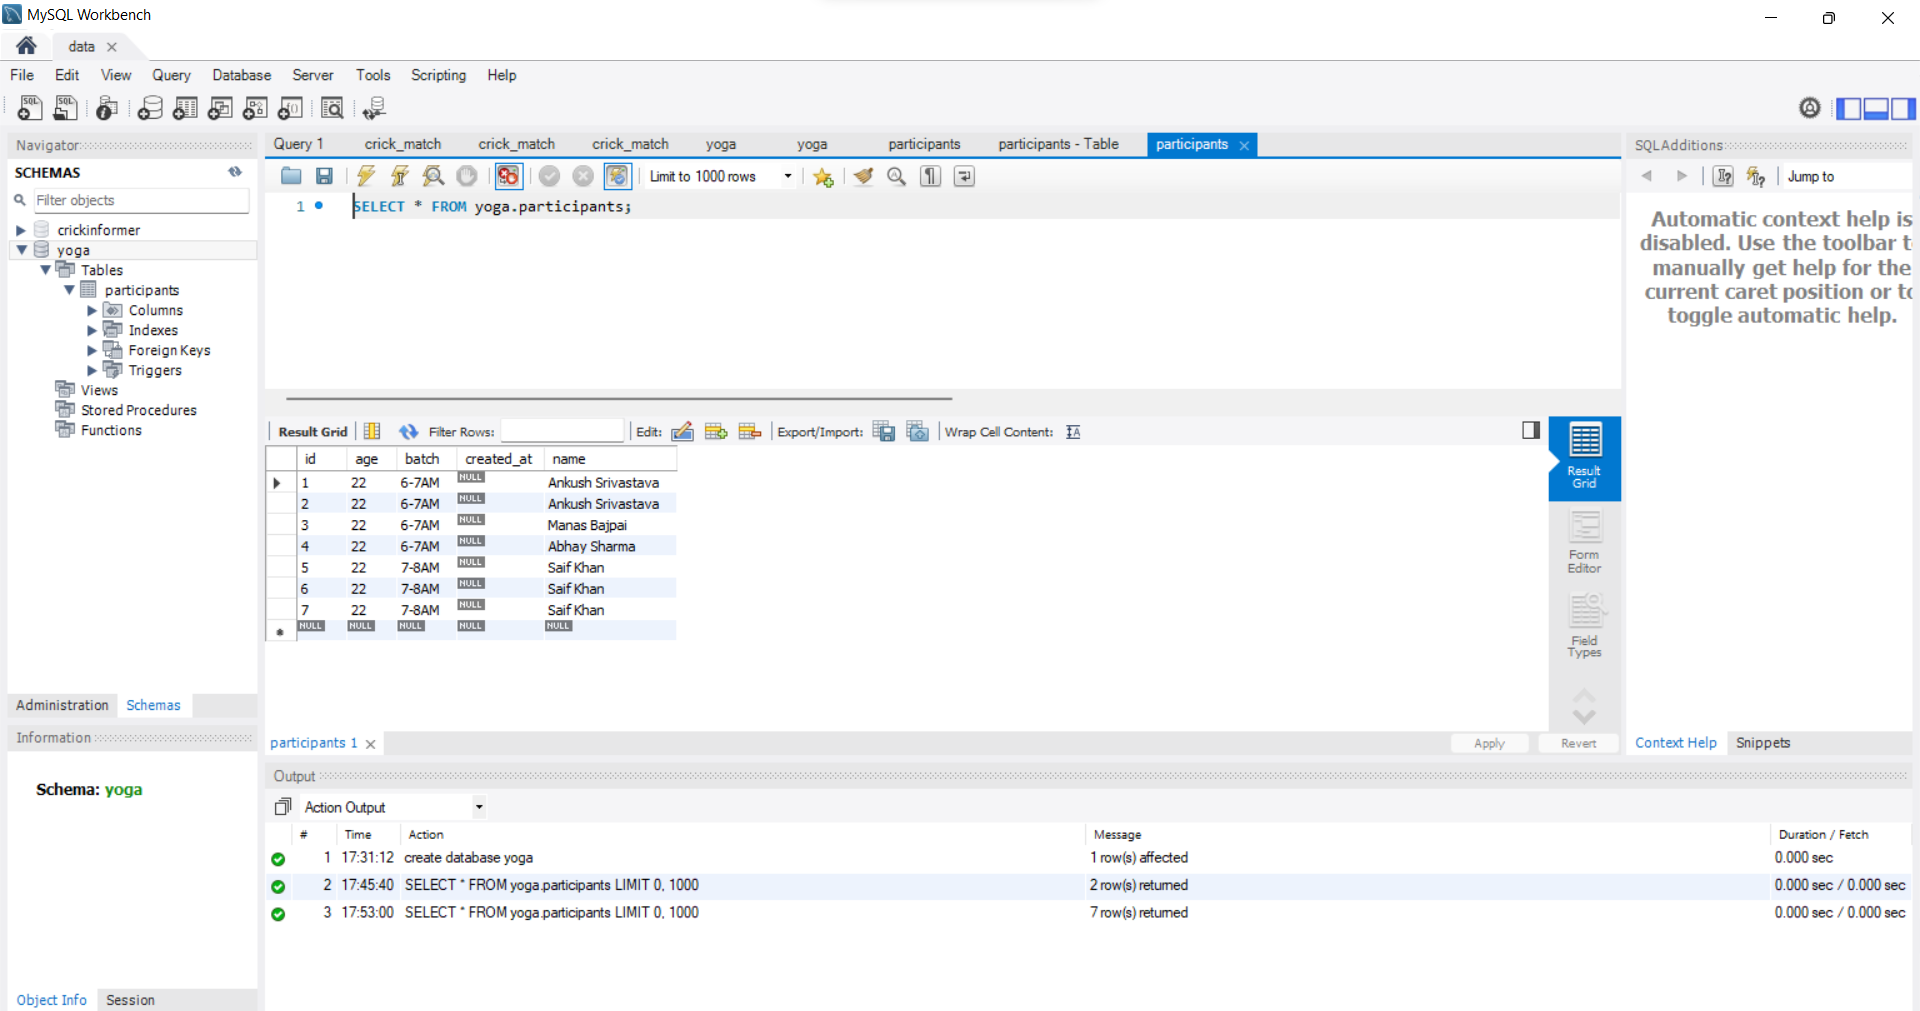 MySQL Workbench
data
File Edit View Query Database Server Tools Scripting Help
Navigator
SCHEMAS
Filter objects
crickinformer
yoga
Tables
participants
Columns
Indexes
Foreign Keys
Triggers
Views
Stored Procedures
Functions
Administration Schemas
Information
Schema: yoga
Object Info Session
Query 1 crick_match crick_match crick_match yoga yoga participants participants - Table participants
Limit to 1000 rows
1 SELECT * FROM yoga.participants;
Result Grid Filter Rows: Edit: Export/Import: Wrap Cell Content:
id age batch created_at name
1 22 6-7AM NULL Ankush Srivastava
2 22 6-7AM NULL Ankush Srivastava
3 22 6-7AM NULL Manas Bajpai
4 22 6-7AM NULL Abhay Sharma
5 22 7-8AM NULL Saif Khan
6 22 7-8AM NULL Saif Khan
7 22 7-8AM NULL Saif Khan
NULL NULL NULL NULL NULL
Result
Grid
Form
Editor
Field
Types
participants 1
Apply Revert
SQLAdditions
Jump to
Automatic context help is
disabled. Use the toolbar t
manually get help for the
current caret position or to
toggle automatic help.
Context Help Snippets
Output
Action Output
# Time Action Message Duration / Fetch
1 17:31:12 create database yoga 1 row(s) affected 0.000 sec
2 17:45:40 SELECT * FROM yoga.participants LIMIT 0, 1000 2 row(s) returned 0.000 sec / 0.000 sec
3 17:53:00 SELECT * FROM yoga.participants LIMIT 0, 1000 7 row(s) returned 0.000 sec / 0.000 sec